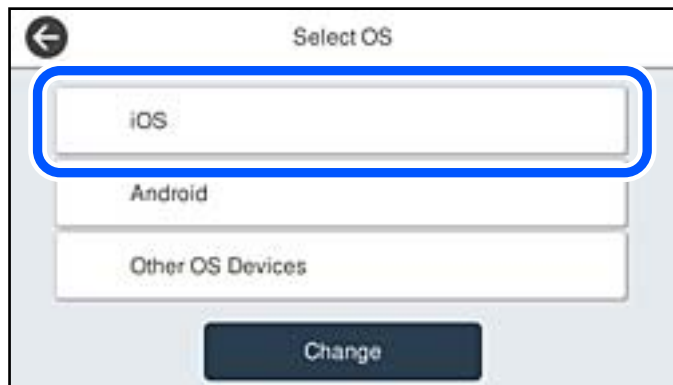 Select OS
iOS
Android
Other OS Devices
Change